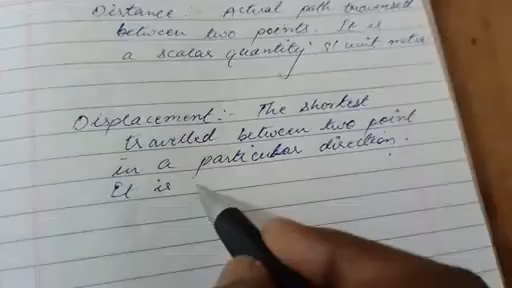 Distance :- Actual path traversed
between two points. It is
a scalar quantity. SI unit metre
Displacement :- The shortest
travelled between two point
in a particular direction.
It is